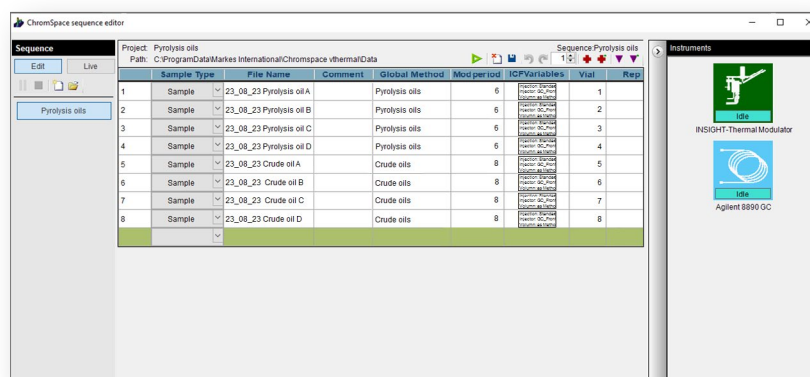 ChromSpace sequence editor
Sequence
Edit Live
Pyrolysis oils
Project: Pyrolysis oils
Sequence:Pyrolysis oils
Path: C:\ProgramData\Markes International\Chromspace vthermal\Data
1
Sample Type File Name Comment Global Method Modperiod ICFVariables Vial Rep
1 Sample 23_08_23 Pyrolysis oil A Pyrolysis oils 6 1
2 Sample 23_08_23 Pyrolysis oil B Pyrolysis oils 6 2
3 Sample 23_08_23 Pyrolysis oil C Pyrolysis oils 6 3
4 Sample 23_08_23 Pyrolysis oil D Pyrolysis oils 6 4
5 Sample 23_08_23 Crude oil A Crude oils 8 5
6 Sample 23_08_23 Crude oil B Crude oils 8 6
7 Sample 23_08_23 Crude oil C Crude oils 8 7
8 Sample 23_08_23 Crude oil D Crude oils 8 8
Instruments
Idle
INSIGHT-Thermal Modulator
Idle
Agilent 8890 GC